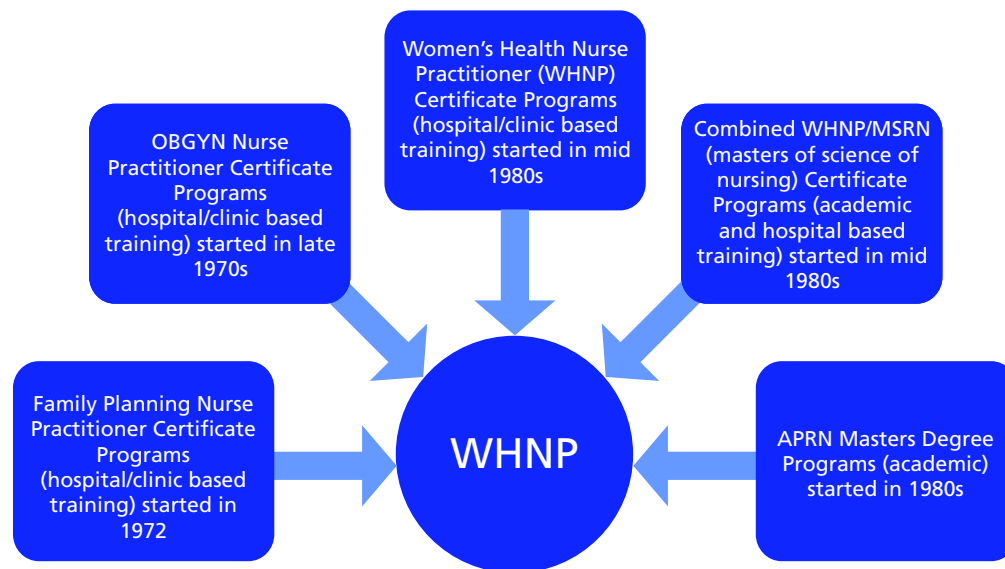 Family Planning Nurse
Practitioner Certificate
Programs
(hospital/clinic based
training) started in
1972
OBGYN Nurse
Practitioner Certificate
Programs
(hospital/clinic based
training) started in late
1970s
Women’s Health Nurse
Practitioner (WHNP)
Certificate Programs
(hospital/clinic based
training) started in mid
1980s
Combined WHNP/MSRN
(masters of science of
nursing) Certificate
Programs (academic
and hospital based
training) started in mid
1980s
APRN Masters Degree
Programs (academic)
started in 1980s
WHNP